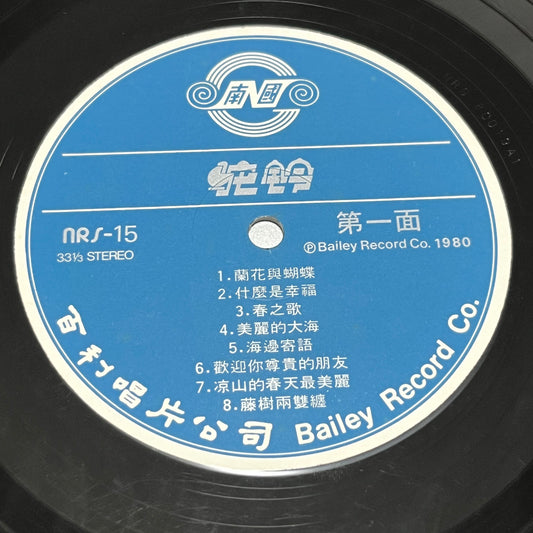 南國
駝鈴
NRS-15
33⅓ STEREO
第一面
Ⓟ Bailey Record Co. 1980
1.蘭花與蝴蝶
2.什麼是幸福
3.春之歌
4.美麗的大海
5.海邊寄語
6.歡迎你尊貴的朋友
7.凉山的春天最美麗
8.藤樹兩雙纏
百利唱片公司 Bailey Record Co.